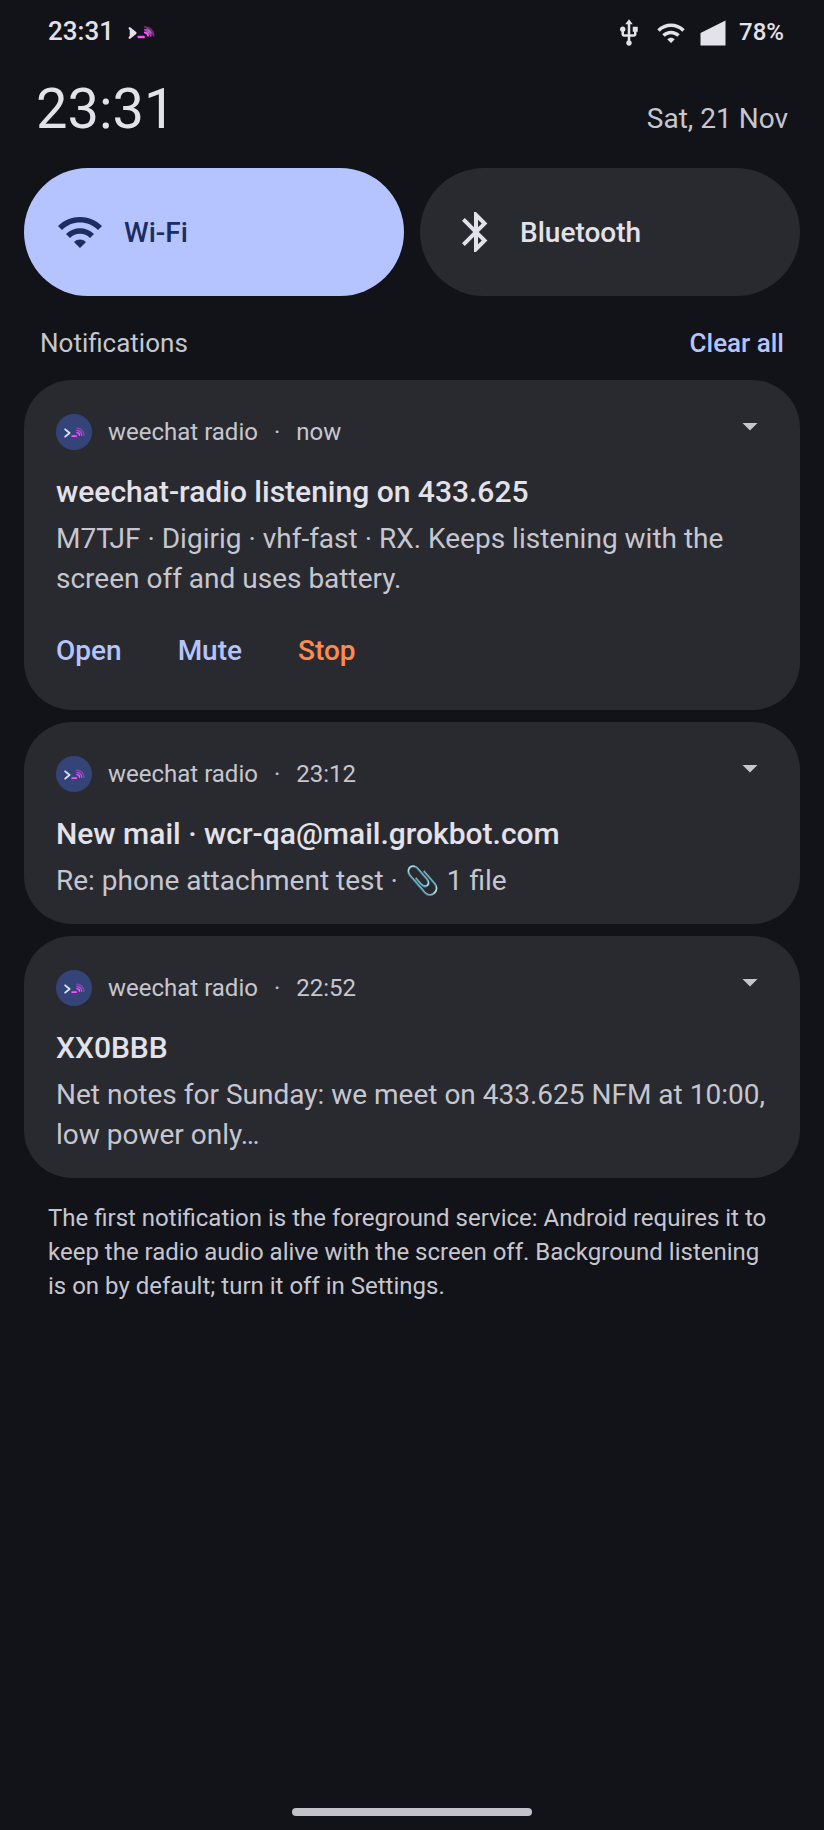 23:31
78%
23:31
Sat, 21 Nov
Wi-Fi
Bluetooth
Notifications
Clear all
weechat radio · now
weechat-radio listening on 433.625
M7TJF · Digirig · vhf-fast · RX. Keeps listening with the
screen off and uses battery.
Open
Mute
Stop
weechat radio · 23:12
New mail · wcr-qa@mail.grokbot.com
Re: phone attachment test · 📎 1 file
weechat radio · 22:52
XX0BBB
Net notes for Sunday: we meet on 433.625 NFM at 10:00,
low power only…
The first notification is the foreground service: Android requires it to
keep the radio audio alive with the screen off. Background listening
is on by default; turn it off in Settings.